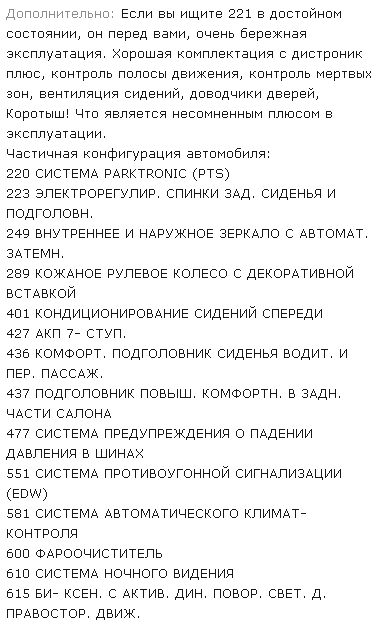 Дополнительно: Если вы ищите 221 в достойном
состоянии, он перед вами, очень бережная
эксплуатация. Хорошая комплектация с дистроник
плюс, контроль полосы движения, контроль мертвых
зон, вентиляция сидений, доводчики дверей,
Коротыш! Что является несомненным плюсом в
эксплуатации.
Частичная конфигурация автомобиля:
220 СИСТЕМА PARKTRONIC (PTS)
223 ЭЛЕКТРОРЕГУЛИР. СПИНКИ ЗАД. СИДЕНЬЯ И
ПОДГОЛОВН.
249 ВНУТРЕННЕЕ И НАРУЖНОЕ ЗЕРКАЛО С АВТОМАТ.
ЗАТЕМН.
289 КОЖАНОЕ РУЛЕВОЕ КОЛЕСО С ДЕКОРАТИВНОЙ
ВСТАВКОЙ
401 КОНДИЦИОНИРОВАНИЕ СИДЕНИЙ СПЕРЕДИ
427 АКП 7- СТУП.
436 КОМФОРТ. ПОДГОЛОВНИК СИДЕНЬЯ ВОДИТ. И
ПЕР. ПАССАЖ.
437 ПОДГОЛОВНИК ПОВЫШ. КОМФОРТН. В ЗАДН.
ЧАСТИ САЛОНА
477 СИСТЕМА ПРЕДУПРЕЖДЕНИЯ О ПАДЕНИИ
ДАВЛЕНИЯ В ШИНАХ
551 СИСТЕМА ПРОТИВОУГОННОЙ СИГНАЛИЗАЦИИ
(EDW)
581 СИСТЕМА АВТОМАТИЧЕСКОГО КЛИМАТ-
КОНТРОЛЯ
600 ФАРООЧИСТИТЕЛЬ
610 СИСТЕМА НОЧНОГО ВИДЕНИЯ
615 БИ- КСЕН. С АКТИВ. ДИН. ПОВОР. СВЕТ. Д.
ПРАВОСТОР. ДВИЖ.